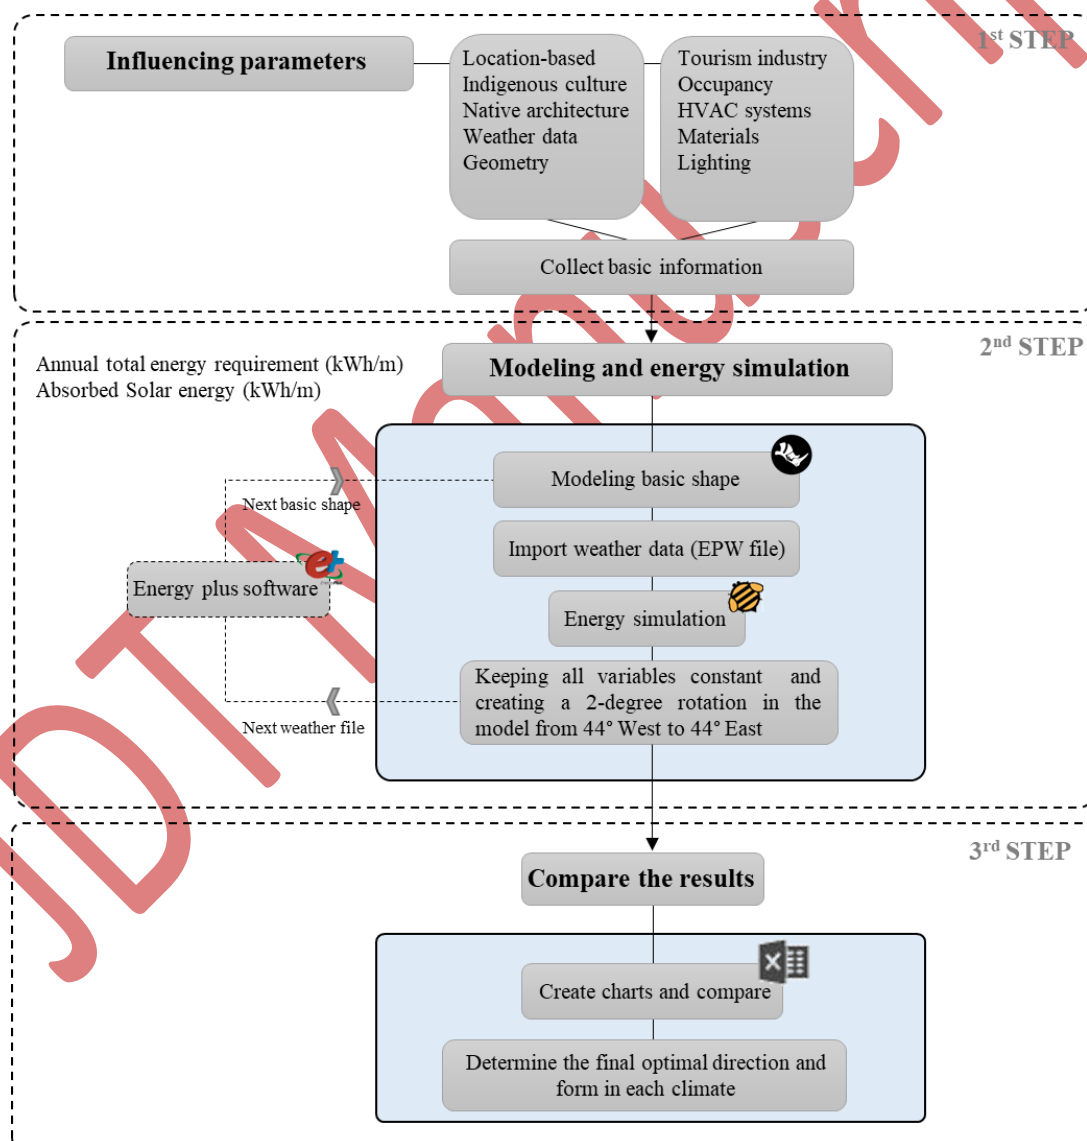 1st STEP
Influencing parameters
Location-based
Indigenous culture
Native architecture
Weather data
Geometry
Tourism industry
Occupancy
HVAC systems
Materials
Lighting
Collect basic information
2nd STEP
Annual total energy requirement (kWh/m)
Absorbed Solar energy (kWh/m)
Modeling and energy simulation
Modeling basic shape
Next basic shape
Import weather data (EPW file)
e+
Energy plus software
Energy simulation
Keeping all variables constant and
creating a 2-degree rotation in the
model from 44° West to 44° East
Next weather file
3rd STEP
Compare the results
X
Create charts and compare
Determine the final optimal direction and
form in each climate